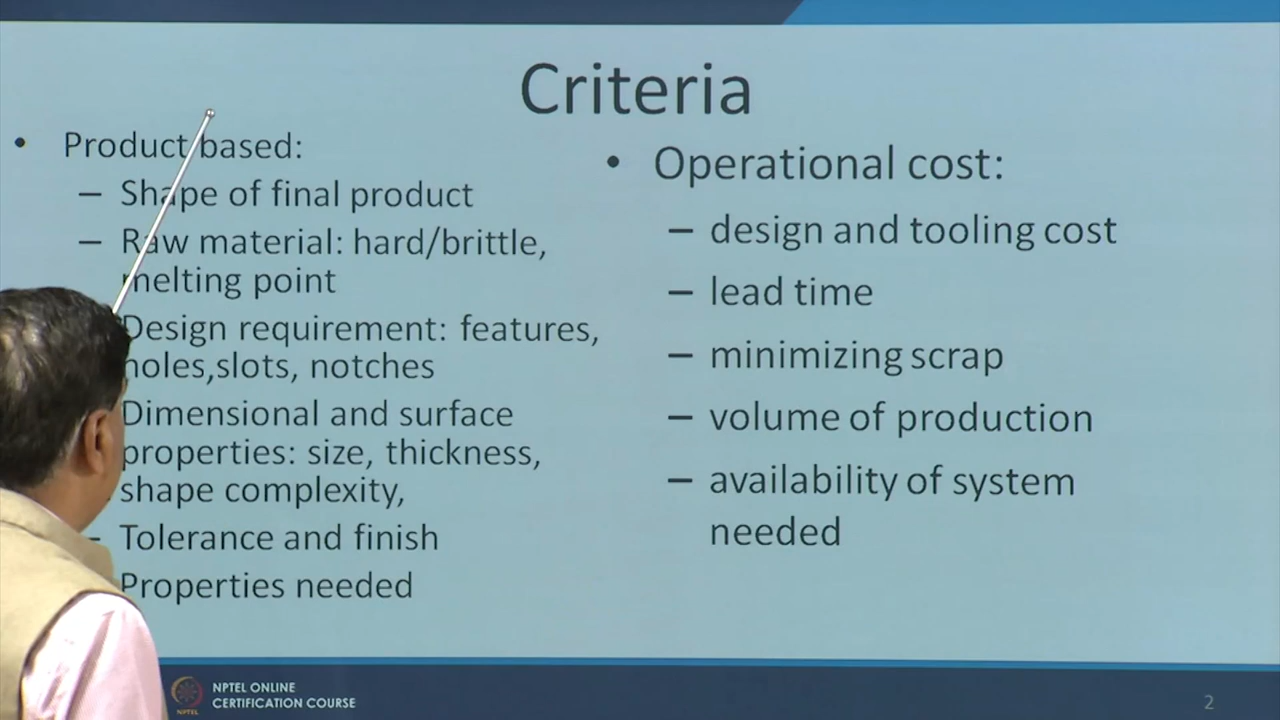 Criteria
• Product based:
– Shape of final product
– Raw material: hard/brittle,
melting point
Design requirement: features,
holes,slots, notches
Dimensional and surface
properties: size, thickness,
shape complexity,
– Tolerance and finish
Properties needed
• Operational cost:
– design and tooling cost
– lead time
– minimizing scrap
– volume of production
– availability of system
needed
NPTEL
NPTEL ONLINE
CERTIFICATION COURSE
2